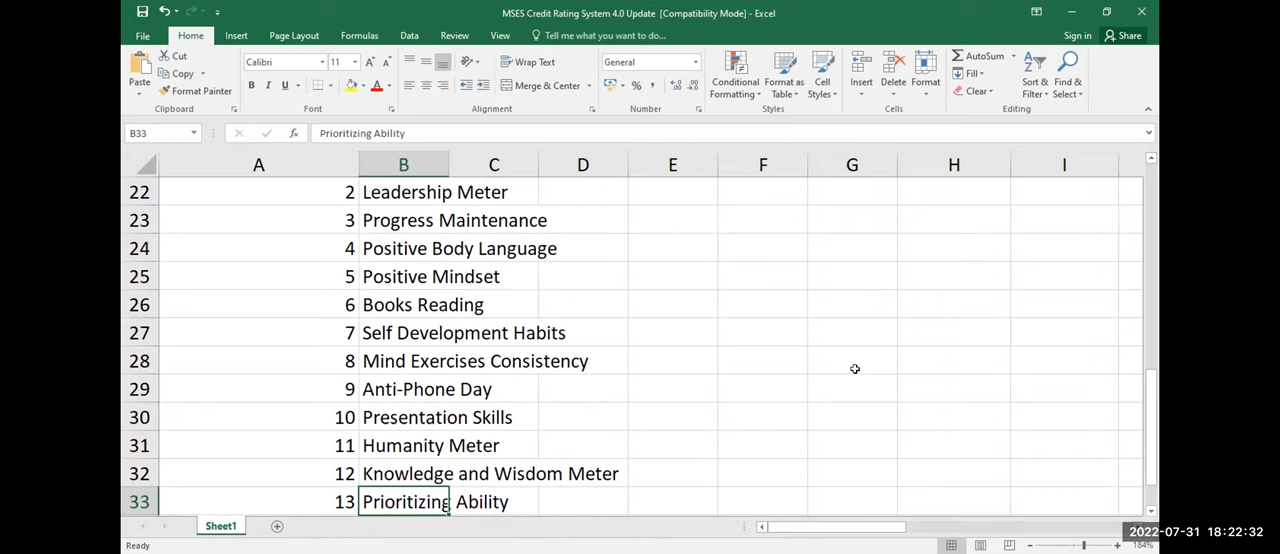 MSES Credit Rating System 4.0 Update [Compatibility Mode] - Excel
File Home Insert Page Layout Formulas Data Review View Tell me what you want to do... Sign in Share
Paste Cut Copy Format Painter
Clipboard
Calibri 11
B I U A
Font
Wrap Text
Merge & Center
Alignment
General
%
Number
Conditional Formatting Format as Table Cell Styles
Styles
Insert Delete Format
Cells
AutoSum Fill Clear Sort & Filter Find & Select
Editing
B33 fx Prioritizing Ability
A B C D E F G H I
22 2 Leadership Meter
23 3 Progress Maintenance
24 4 Positive Body Language
25 5 Positive Mindset
26 6 Books Reading
27 7 Self Development Habits
28 8 Mind Exercises Consistency
29 9 Anti-Phone Day
30 10 Presentation Skills
31 11 Humanity Meter
32 12 Knowledge and Wisdom Meter
33 13 Prioritizing Ability
Sheet1
Ready
2022-07-31 18:22:32